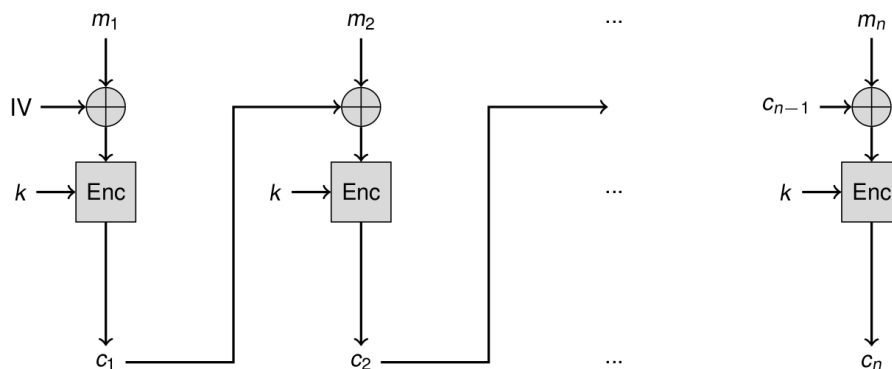 m₁ m₂ ... mₙ
IV cₙ₋₁
k Enc k Enc ... k Enc
c₁ c₂ ... cₙ